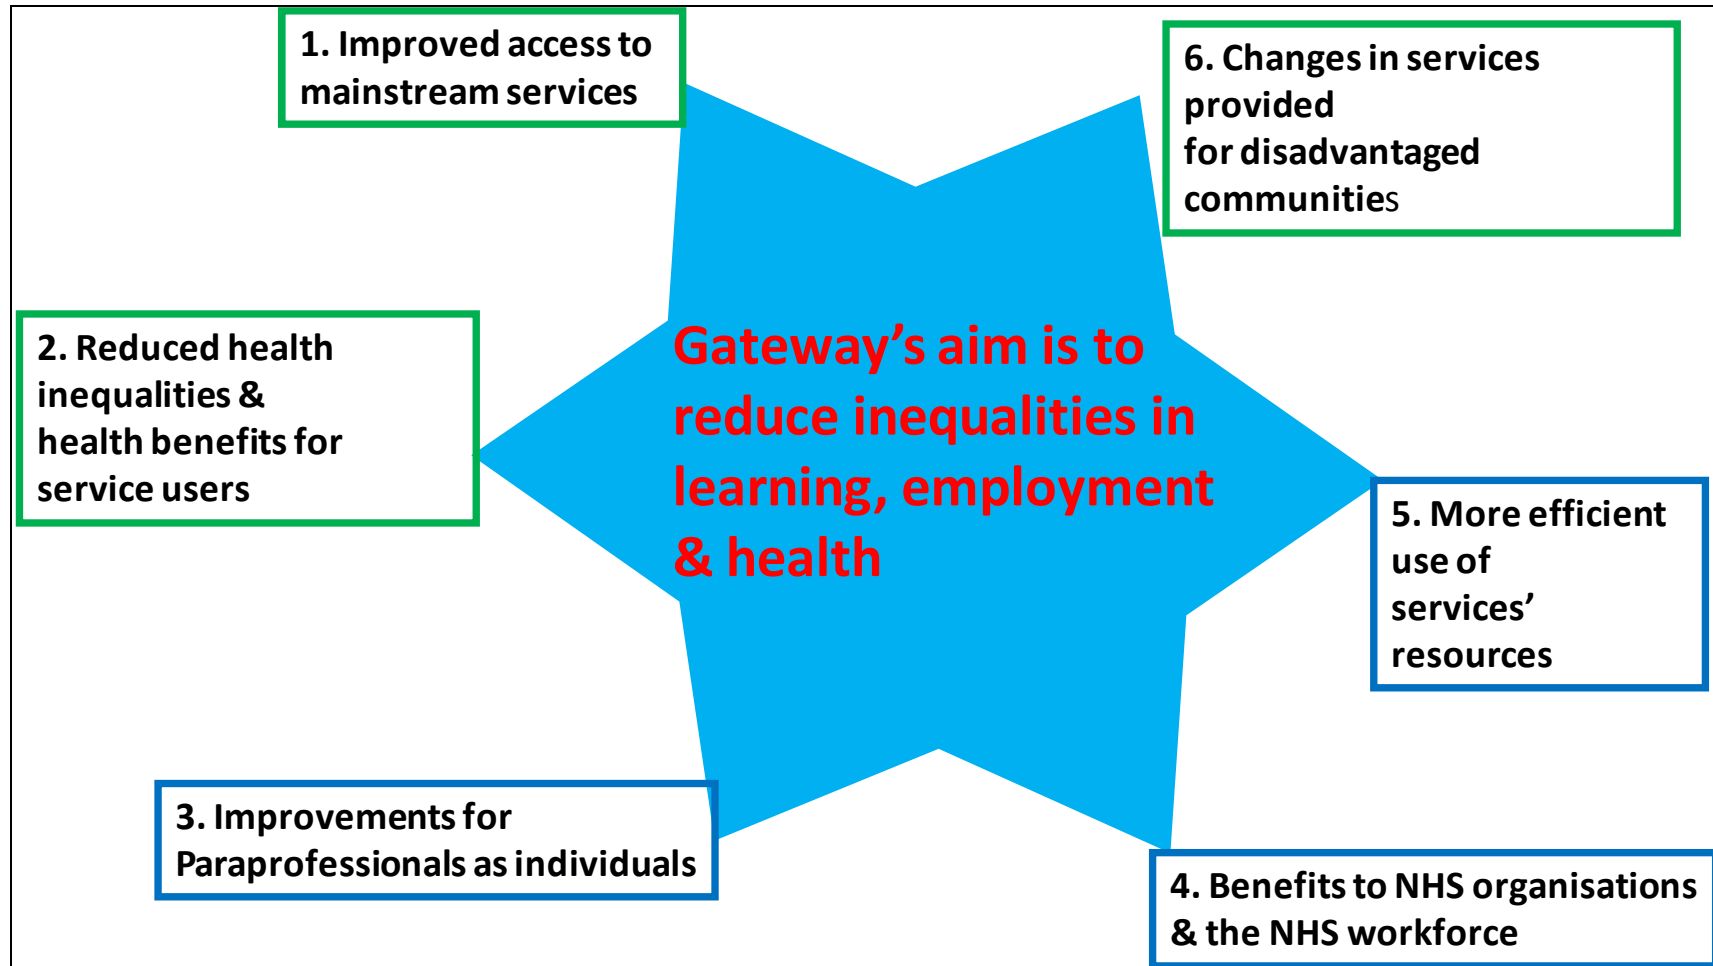 1. Improved access to
mainstream services
6. Changes in services
provided
for disadvantaged
communities
2. Reduced health
inequalities &
health benefits for
service users
Gateway’s aim is to
reduce inequalities in
learning, employment
& health
5. More efficient
use of
services’
resources
3. Improvements for
Paraprofessionals as individuals
4. Benefits to NHS organisations
& the NHS workforce